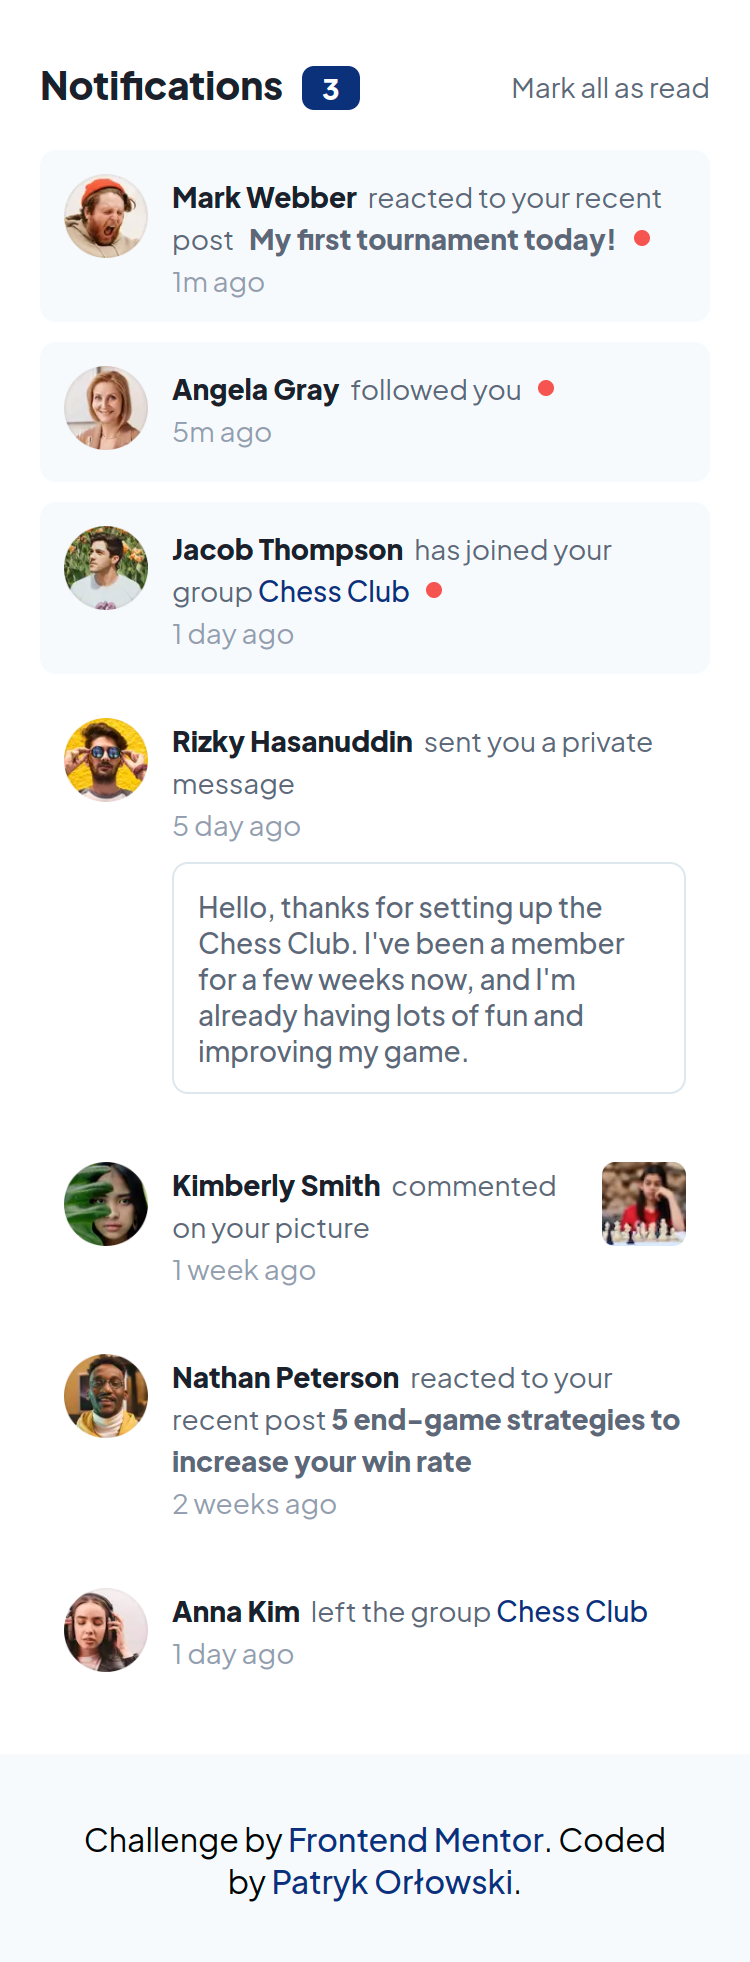 Notifications 3 Mark all as read
Mark Webber reacted to your recent
post My first tournament today!
1m ago
Angela Gray followed you
5m ago
Jacob Thompson has joined your
group Chess Club
1 day ago
Rizky Hasanuddin sent you a private
message
5 day ago
Hello, thanks for setting up the
Chess Club. I've been a member
for a few weeks now, and I'm
already having lots of fun and
improving my game.
Kimberly Smith commented
on your picture
1 week ago
Nathan Peterson reacted to your
recent post 5 end-game strategies to
increase your win rate
2 weeks ago
Anna Kim left the group Chess Club
1 day ago
Challenge by Frontend Mentor. Coded
by Patryk Orłowski.